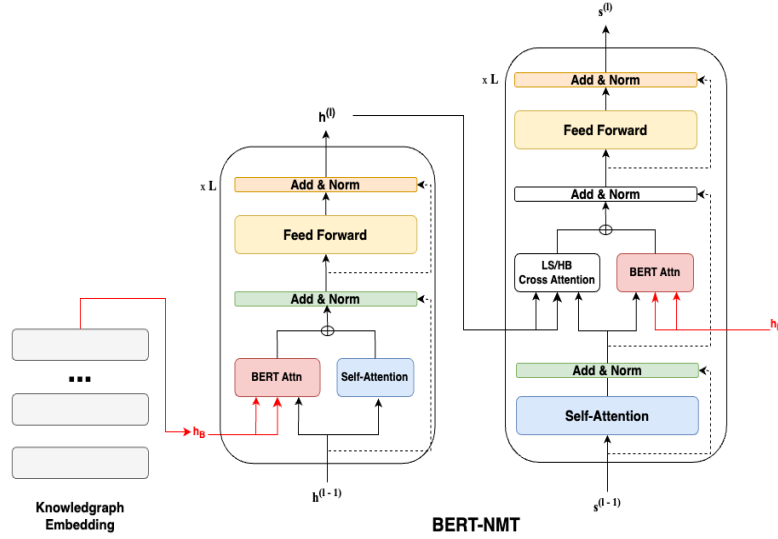 s(l)
x L
Add & Norm
Feed Forward
h(l)
Add & Norm
x L
Add & Norm
Feed Forward
LS/HB
Cross Attention
BERT Attn
Add & Norm
h
BERT Attn
Self-Attention
Add & Norm
Self-Attention
hB
...
h(l - 1)
s(l-1)
Knowledgraph
Embedding
BERT-NMT